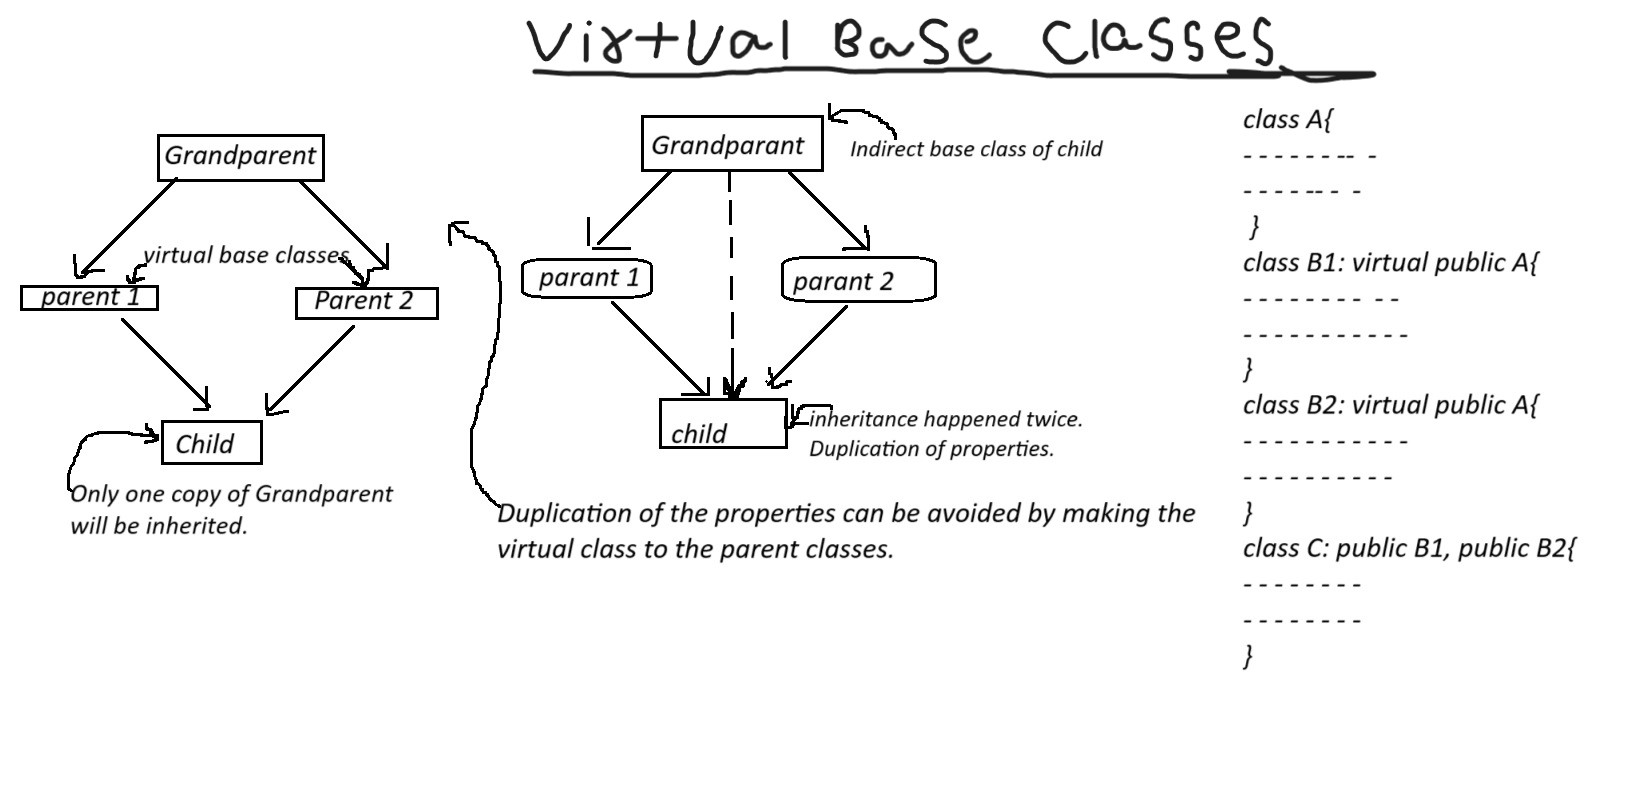 Virtual Base Classes
Grandparent
virtual base classes
parent 1
Parent 2
Child
Only one copy of Grandparent
will be inherited.
Grandparant
Indirect base class of child
parant 1
parant 2
child
inheritance happened twice.
Duplication of properties.
Duplication of the properties can be avoided by making the
virtual class to the parent classes.
class A{
- - - - - - - -- -
- - - - -- - -
}
class B1: virtual public A{
- - - - - - - - - -
- - - - - - - - - - -
}
class B2: virtual public A{
- - - - - - - - - - -
- - - - - - - - - -
}
class C: public B1, public B2{
- - - - - - - -
- - - - - - - -
}